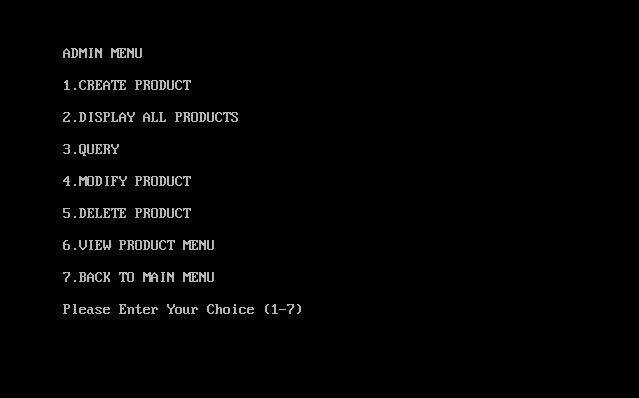 ADMIN MENU
1.CREATE PRODUCT
2.DISPLAY ALL PRODUCTS
3.QUERY
4.MODIFY PRODUCT
5.DELETE PRODUCT
6.VIEW PRODUCT MENU
7.BACK TO MAIN MENU
Please Enter Your Choice (1-7)